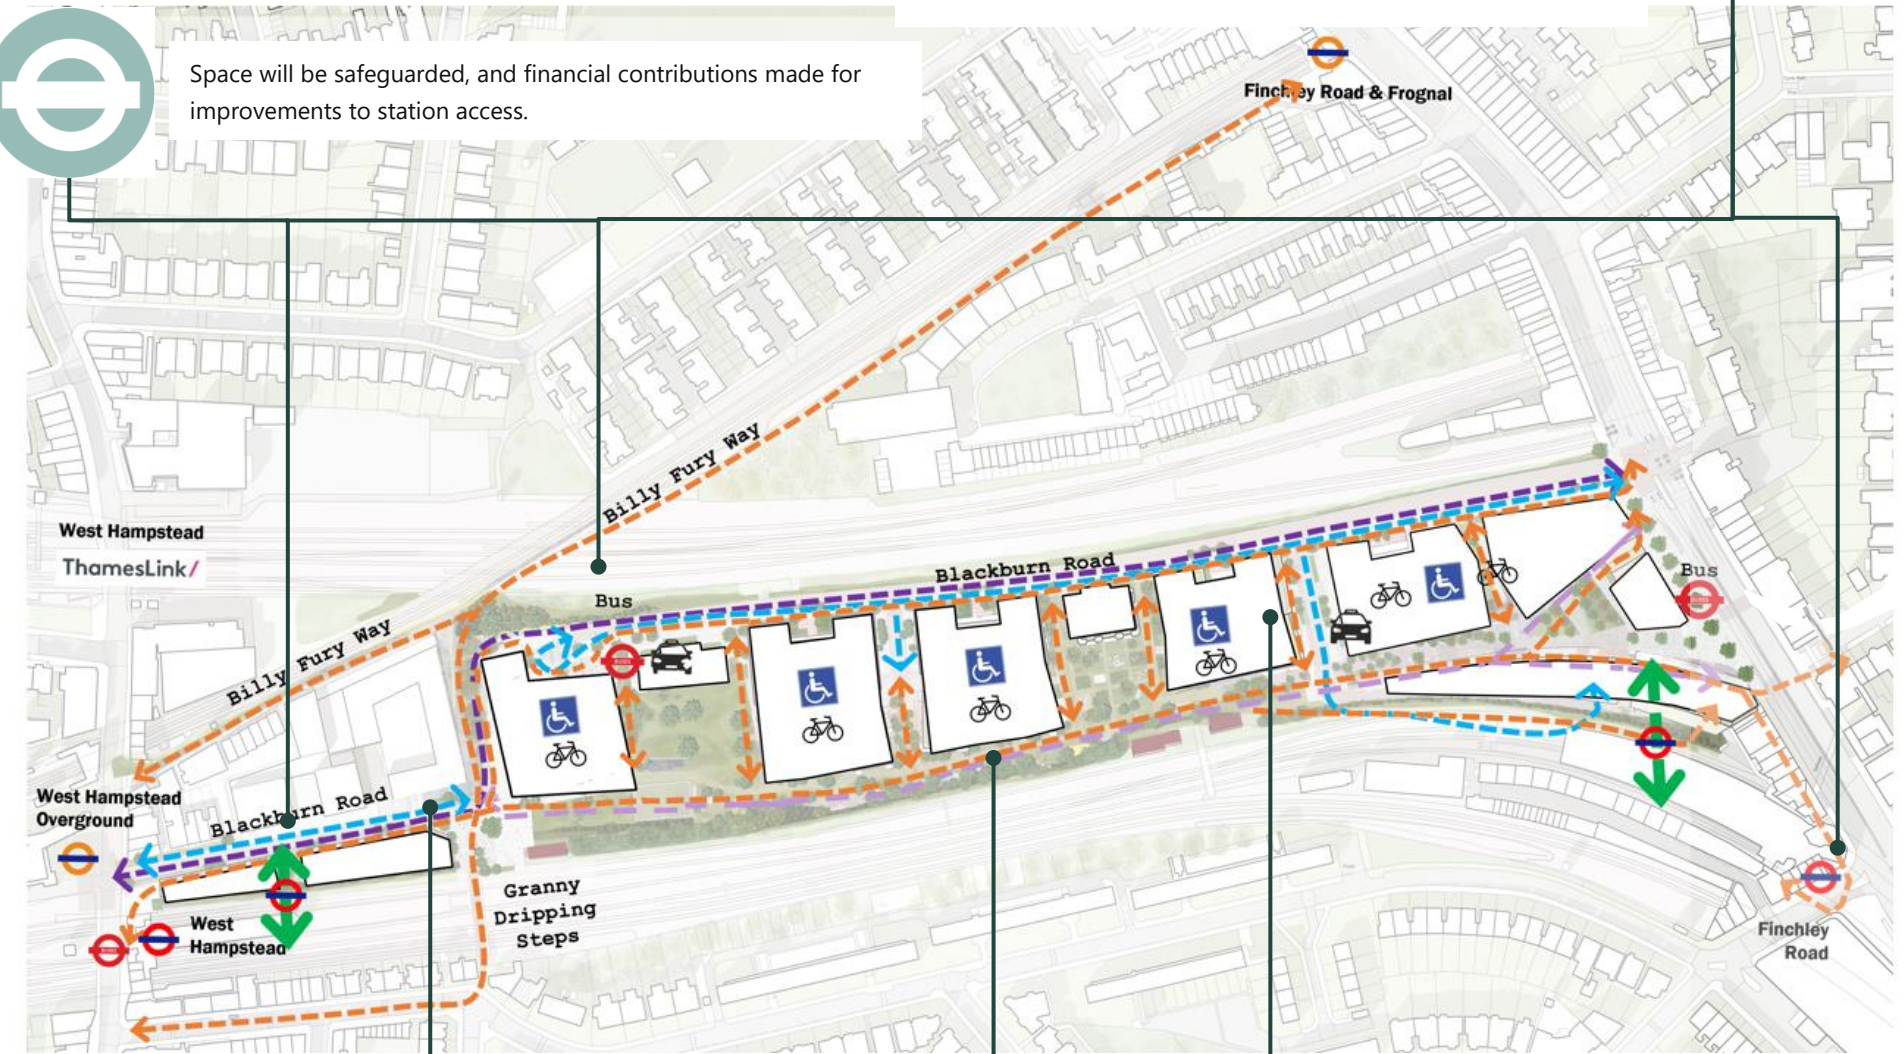 Space will be safeguarded, and financial contributions made for
improvements to station access.
Finchley Road & Frognal
Billy Fury Way
West Hampstead
ThamesLink/
Blackburn Road
Bus
Bus
Billy Fury Way
West Hampstead
Overground
Blackburn Road
Granny
Dripping
Steps
West
Hampstead
Finchley
Road